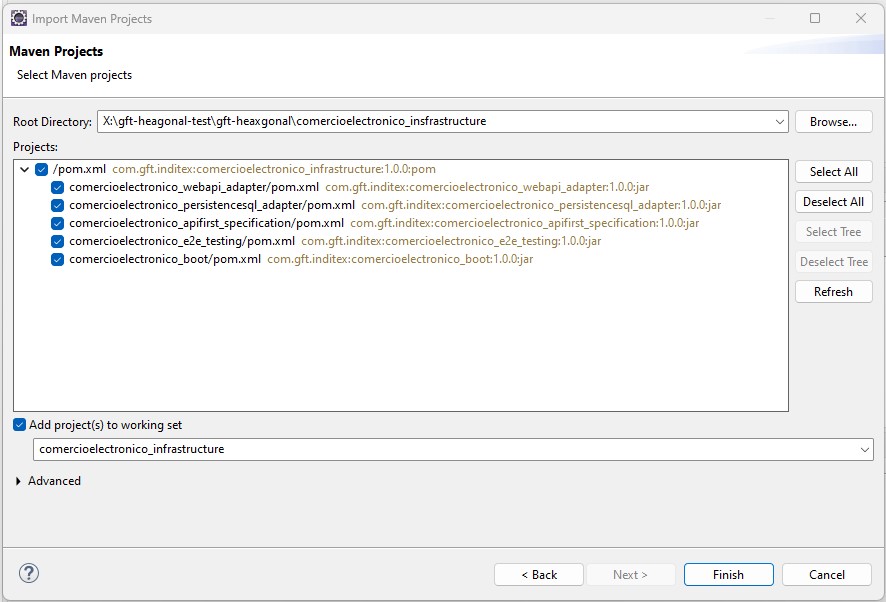 Import Maven Projects
Maven Projects
Select Maven projects
Root Directory: X:\gft-heagonal-test\gft-heaxgonal\comercioelectronico_insfrastructure Browse...
Projects:
/pom.xml com.gft.inditex:comercioelectronico_infrastructure:1.0.0:pom Select All
comercioelectronico_webapi_adapter/pom.xml com.gft.inditex:comercioelectronico_webapi_adapter:1.0.0:jar
comercioelectronico_persistencesql_adapter/pom.xml com.gft.inditex:comercioelectronico_persistencesql_adapter:1.0.0:jar Deselect All
comercioelectronico_apifirst_specification/pom.xml com.gft.inditex:comercioelectronico_apifirst_specification:1.0.0:jar
comercioelectronico_e2e_testing/pom.xml com.gft.inditex:comercioelectronico_e2e_testing:1.0.0:jar Select Tree
comercioelectronico_boot/pom.xml com.gft.inditex:comercioelectronico_boot:1.0.0:jar Deselect Tree
Refresh
Add project(s) to working set
comercioelectronico_infrastructure
Advanced
? < Back Next > Finish Cancel